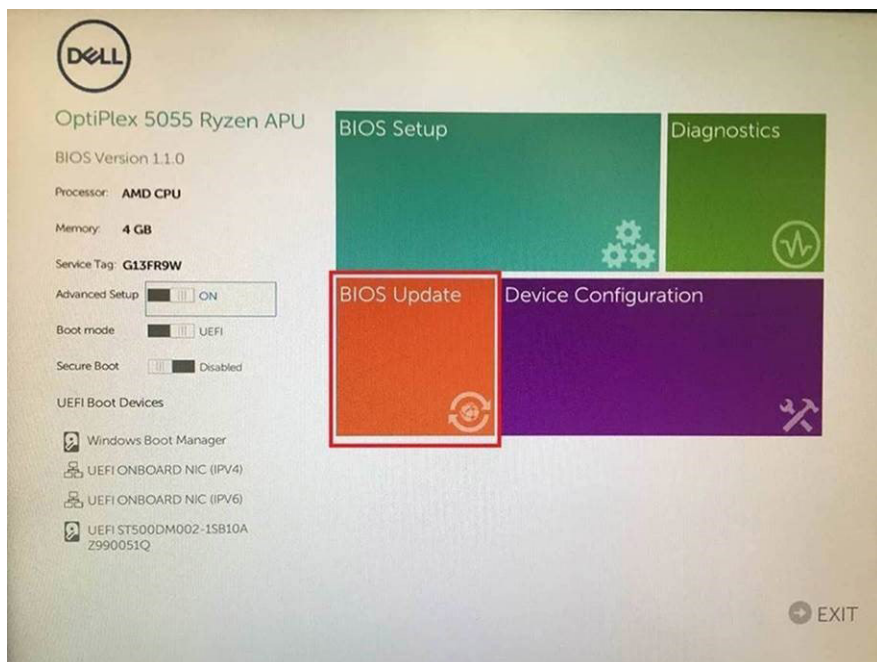 DELL
OptiPlex 5055 Ryzen APU
BIOS Version 1.1.0
Processor: AMD CPU
Memory: 4 GB
Service Tag: G13FR9W
Advanced Setup ON
Boot mode UEFI
Secure Boot Disabled
UEFI Boot Devices
Windows Boot Manager
UEFI ONBOARD NIC (IPV4)
UEFI ONBOARD NIC (IPV6)
UEFI ST500DM002-1SB10A
Z990051Q
BIOS Setup
Diagnostics
BIOS Update
Device Configuration
EXIT